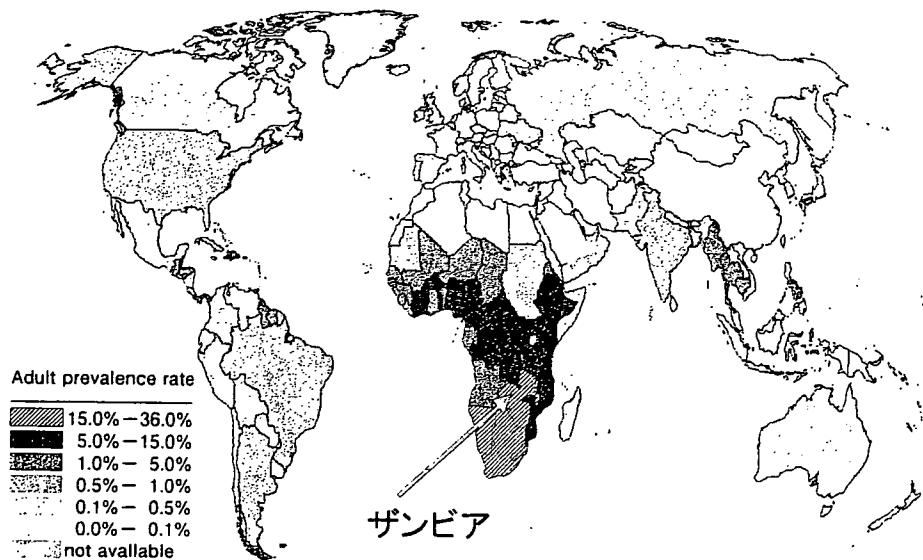 Adult prevalence rate
15.0%－36.0%
5.0%－15.0%
1.0%－ 5.0%
0.5%－ 1.0%
0.1%－ 0.5%
0.0%－ 0.1%
not available
ザンビア